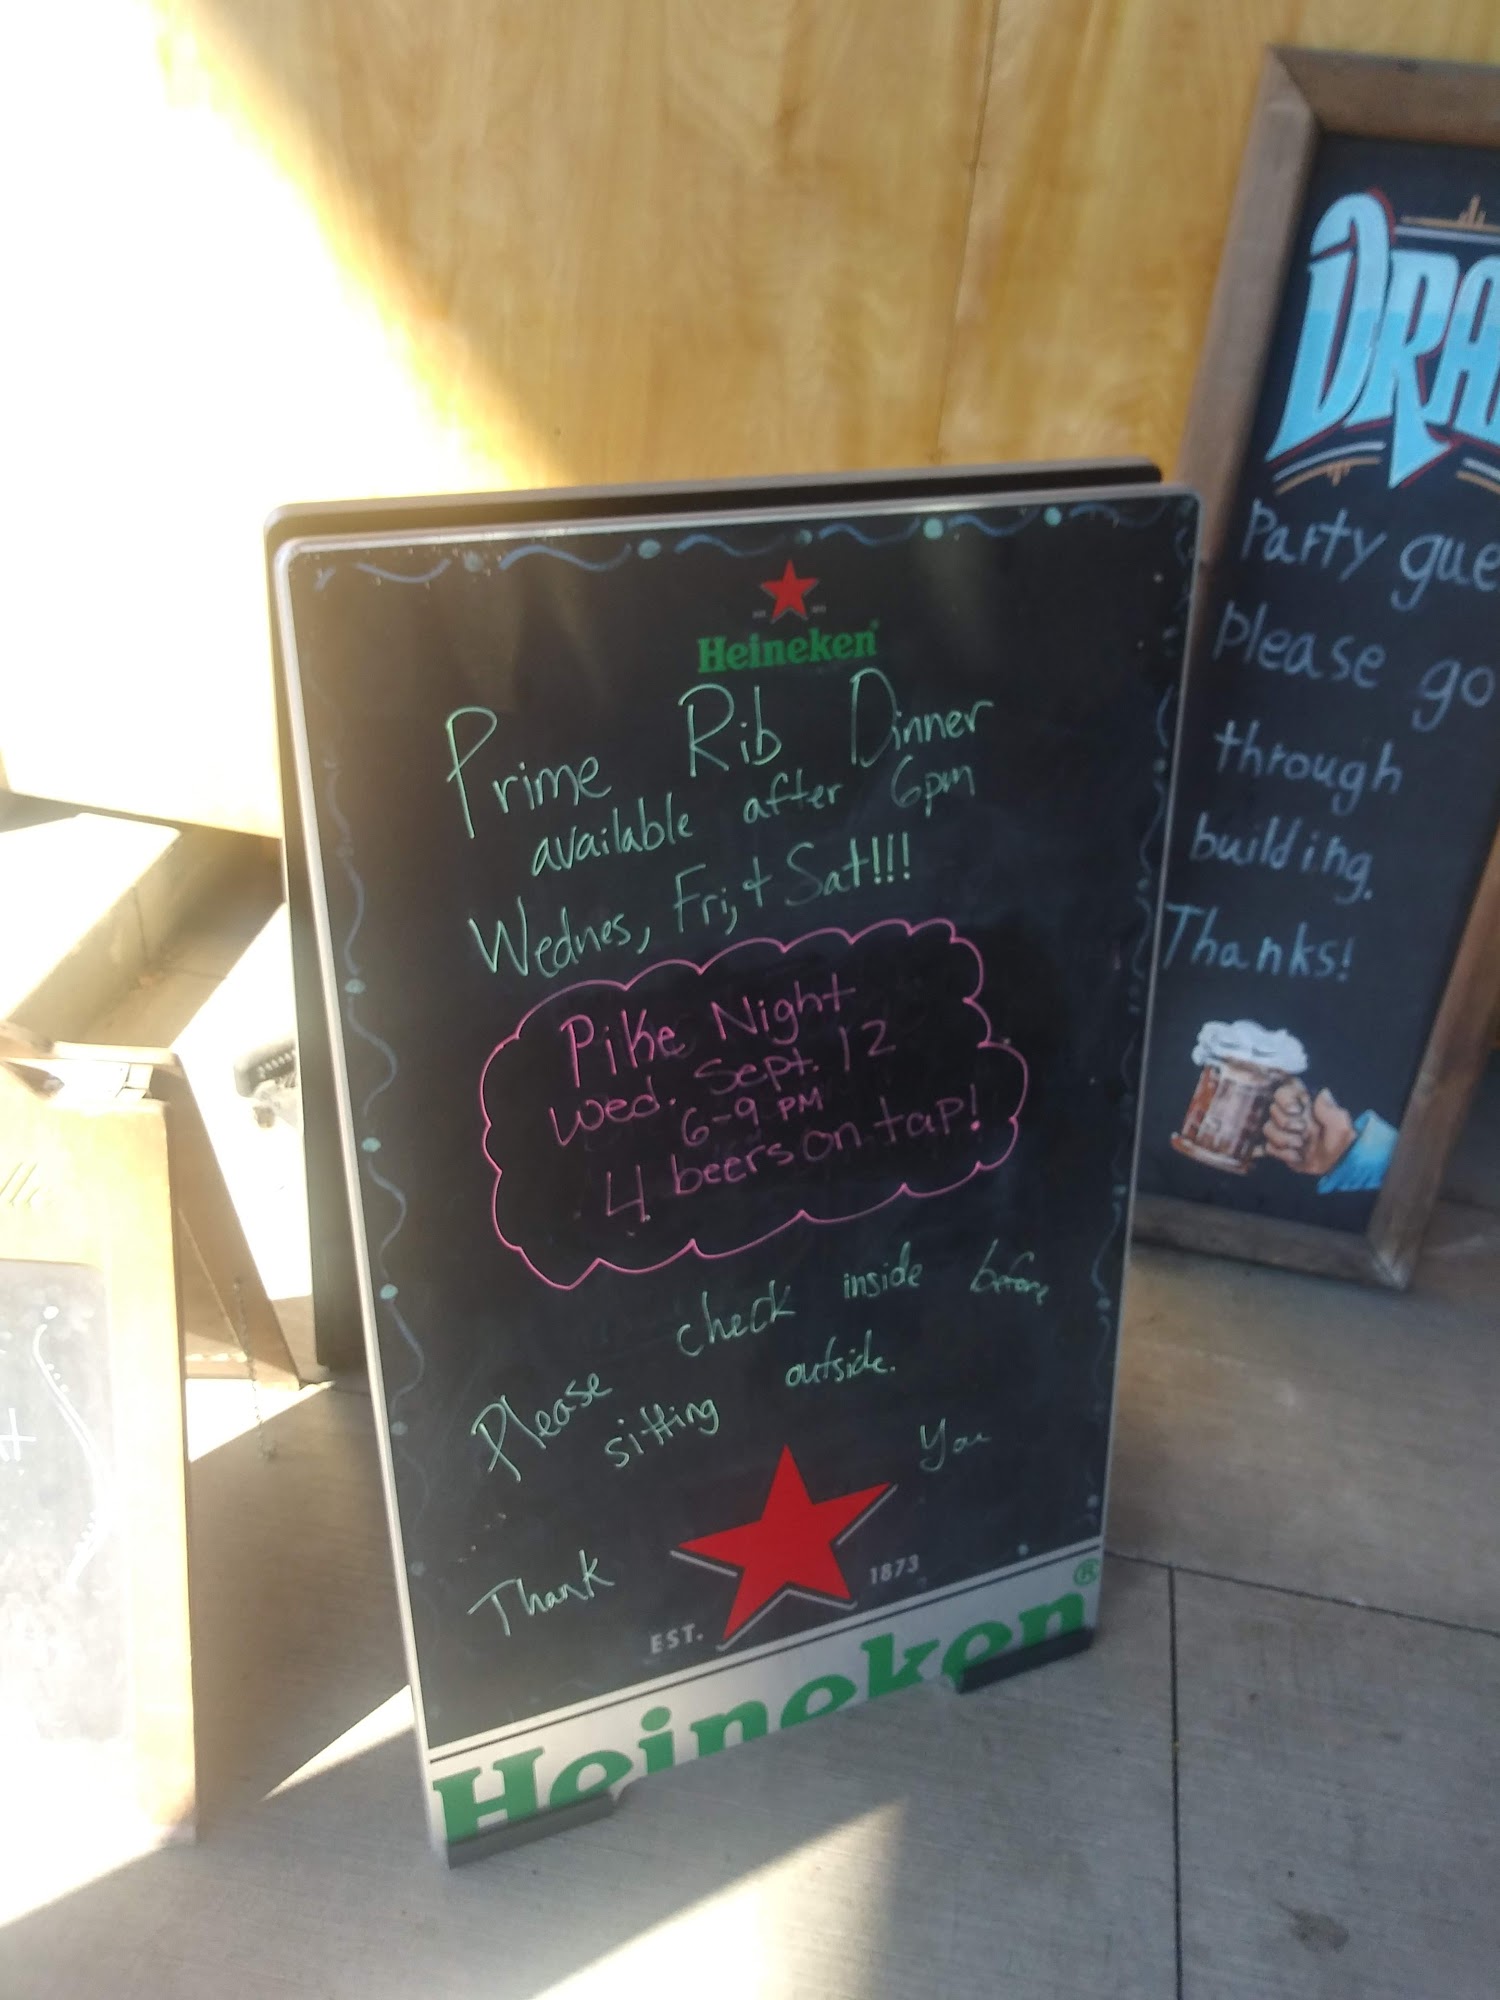 Heineken
Prime Rib Dinner
available after 6pm
Wednes, Fri, + Sat!!!
Pike Night
Wed. Sept. 12
6-9 PM
4 beers on tap!
Please check inside before
sitting outside.
Thank You
EST. 1873
Heineken®
DRA
Party gue
please go
through
building.
Thanks!